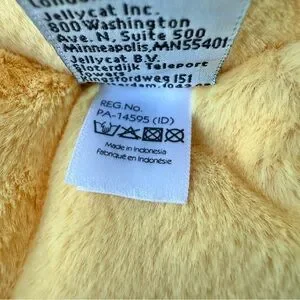 London
Jellycat Inc.
800 Washington
Ave. N, Suite 500
Minneapolis,MN55401
Jellycat B.V.
Sloterdijk Teleport
Towers
Kingsfordweg 151
REG.No.
PA-14595 (ID)
Made in Indonesia
Fabriqué en Indonésie